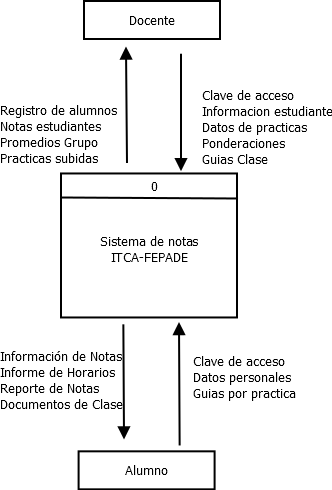 Docente
Registro de alumnos
Notas estudiantes
Promedios Grupo
Practicas subidas
Clave de acceso
Informacion estudiante
Datos de practicas
Ponderaciones
Guias Clase
0
Sistema de notas
ITCA-FEPADE
Información de Notas
Informe de Horarios
Reporte de Notas
Documentos de Clase
Clave de acceso
Datos personales
Guias por practica
Alumno